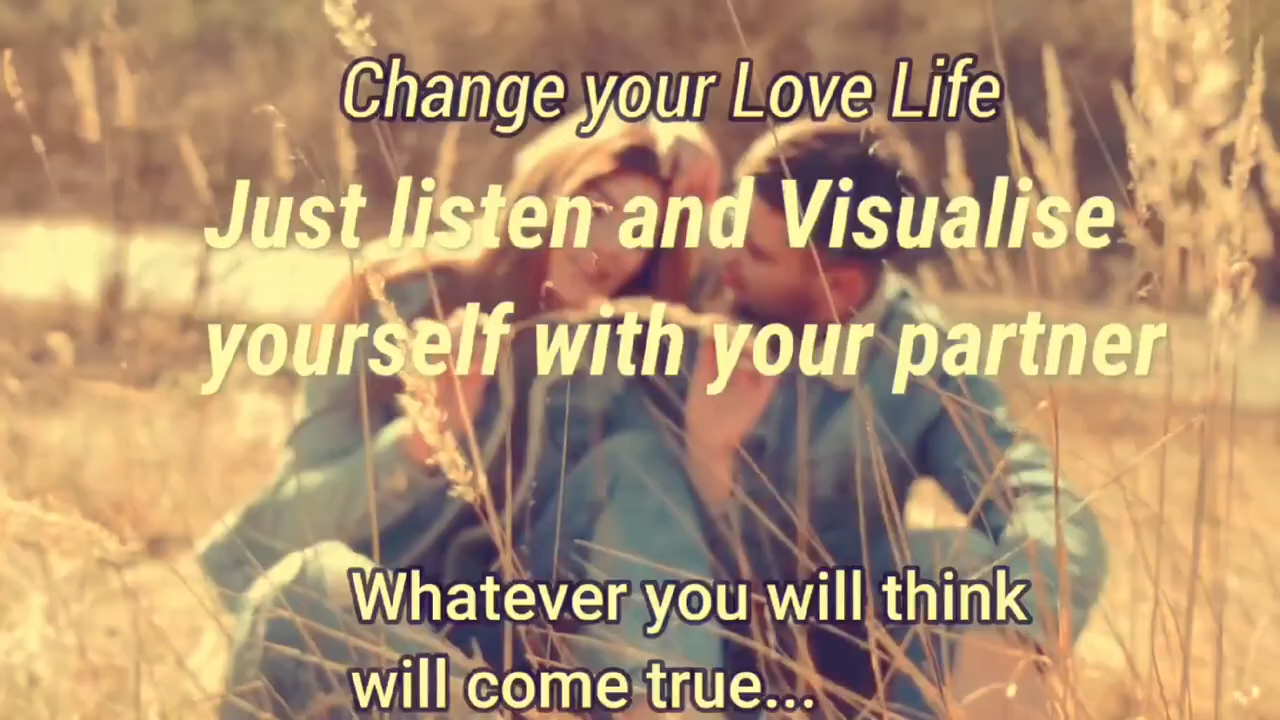 Change your Love Life
Just listen and Visualise
yourself with your partner
Whatever you will think
will come true...